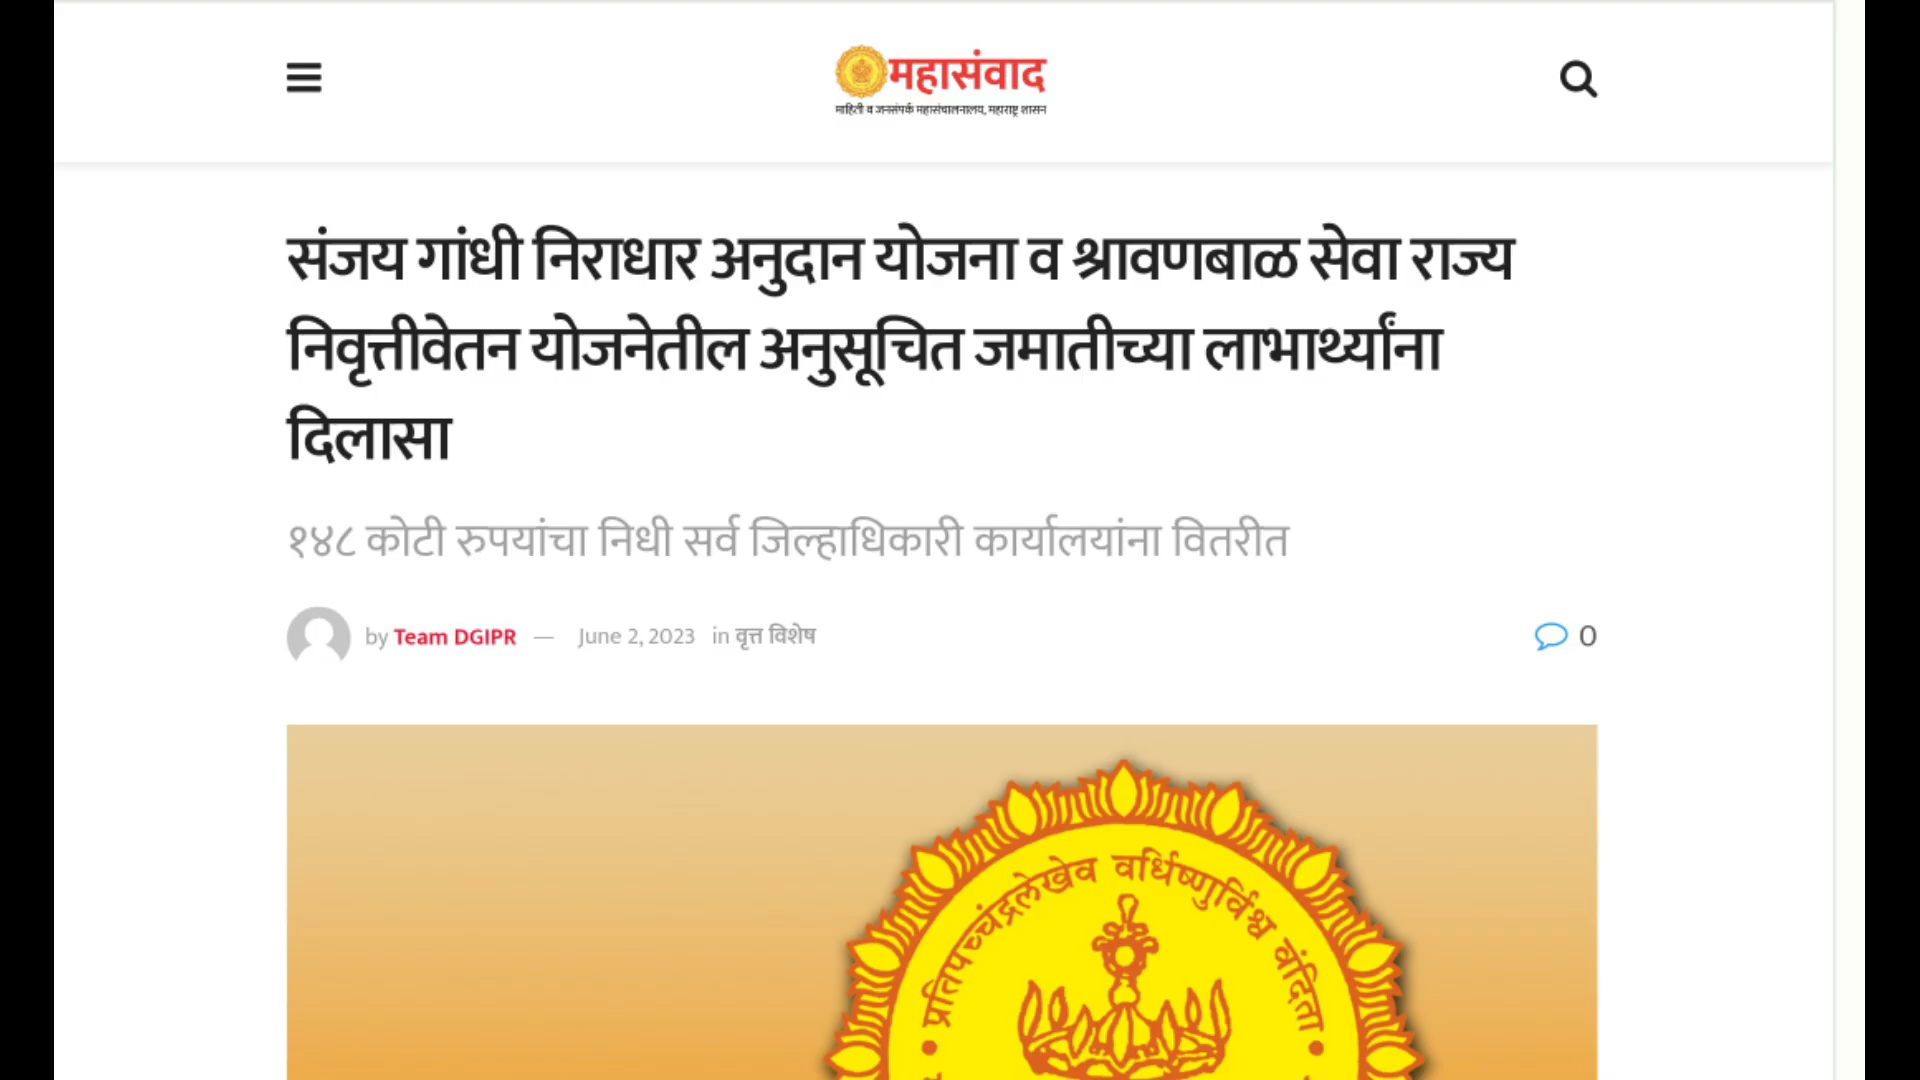 महासंवाद
माहिती व जनसंपर्क महासंचालनालय, महाराष्ट्र शासन
संजय गांधी निराधार अनुदान योजना व श्रावणबाळ सेवा राज्य
निवृत्तीवेतन योजनेतील अनुसूचित जमातीच्या लाभार्थ्यांना
दिलासा
१४८ कोटी रुपयांचा निधी सर्व जिल्हाधिकारी कार्यालयांना वितरीत
by Team DGIPR — June 2, 2023 in वृत्त विशेष 0
प्रतिपच्चंद्रलेखेव वर्धिष्णुर्विश्व वंदिता